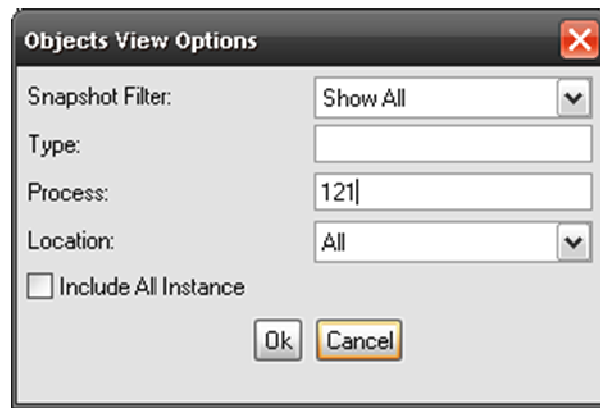 Objects View Options
Snapshot Filter: Show All
Type:
Process: 121
Location: All
Include All Instance
Ok Cancel